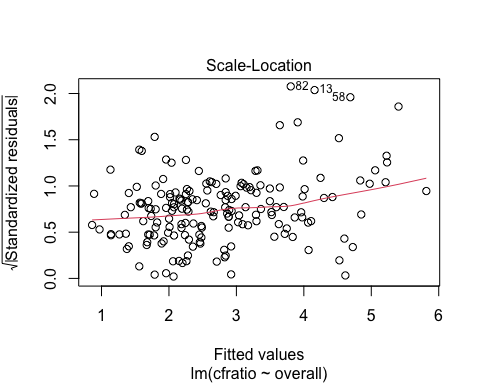 Scale-Location
√|Standardized residuals|
2.0
1.5
1.0
0.5
0.0
82
13
58
1 2 3 4 5 6
Fitted values
lm(cfratio ~ overall)